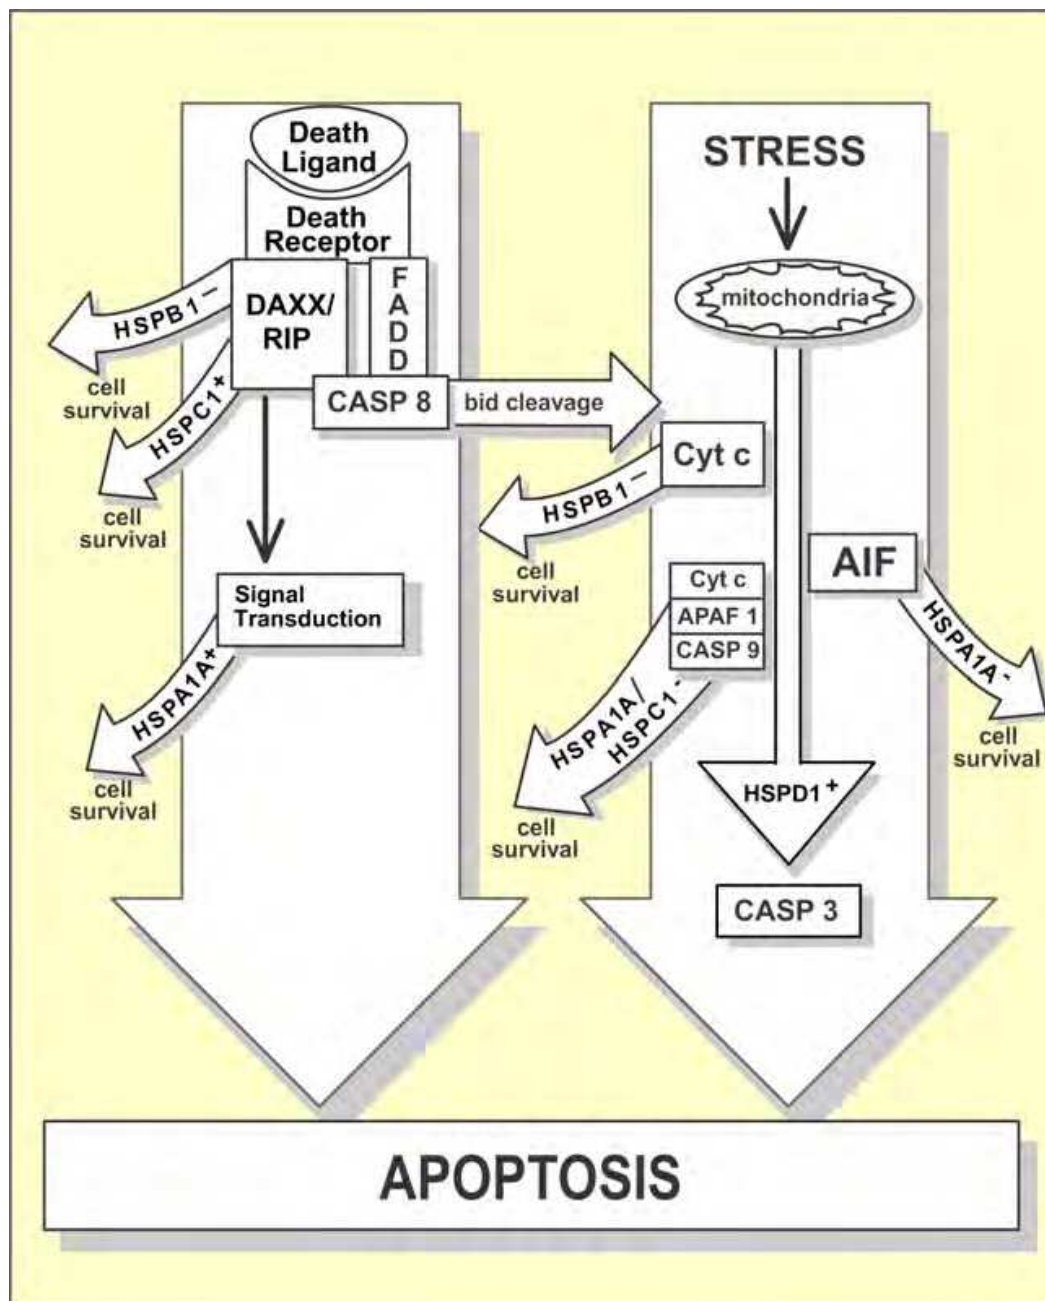 Death
Ligand
Death
Receptor
DAXX/
RIP
F
A
D
D
CASP 8
HSPB1−
cell
survival
HSPC1+
cell
survival
Signal
Transduction
HSPA1A+
cell
survival
bid cleavage
STRESS
mitochondria
Cyt c
HSPB1−
cell
survival
Cyt c
APAF 1
CASP 9
HSPA1A/
HSPC1-
cell
survival
AIF
HSPA1A-
cell
survival
HSPD1+
CASP 3
APOPTOSIS